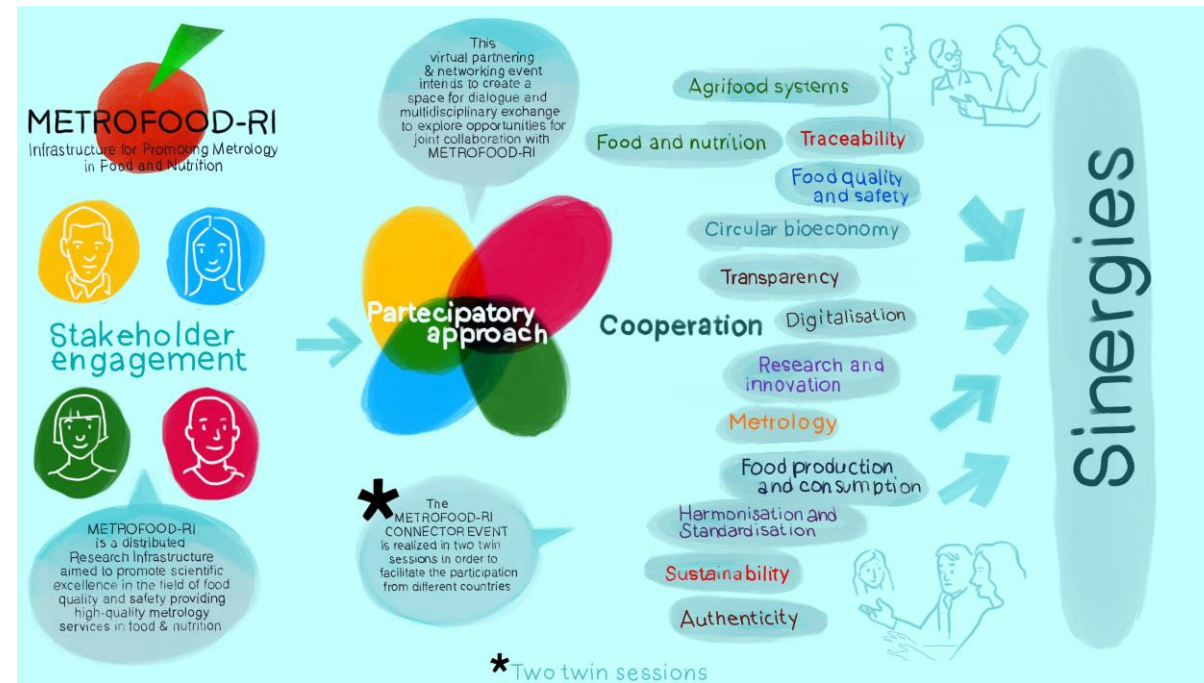 METROFOOD-RI
Infrastructure for Promoting Metrology
in Food and Nutrition
Stakeholder
engagement
METROFOOD-RI
is a distributed
Research Infrastructure
aimed to promote scientific
excellence in the field of food
quality and safety providing
high-quality metrology
services in food & nutrition
This
virtual partnering
& networking event
intends to create a
space for dialogue and
multidisciplinary exchange
to explore opportunities for
joint collaboration with
METROFOOD-RI
Partecipatory
approach
*
The
METROFOOD-RI
CONNECTOR EVENT
is realized in two twin
sessions in order to
facilitate the participation
from different countries
*Two twin sessions
Cooperation
Agrifood systems
Food and nutrition
Traceability
Food quality
and safety
Circular bioeconomy
Transparency
Digitalisation
Research and
innovation
Metrology
Food production
and consumption
Harmonisation and
Standardisation
Sustainability
Authenticity
Sinergies